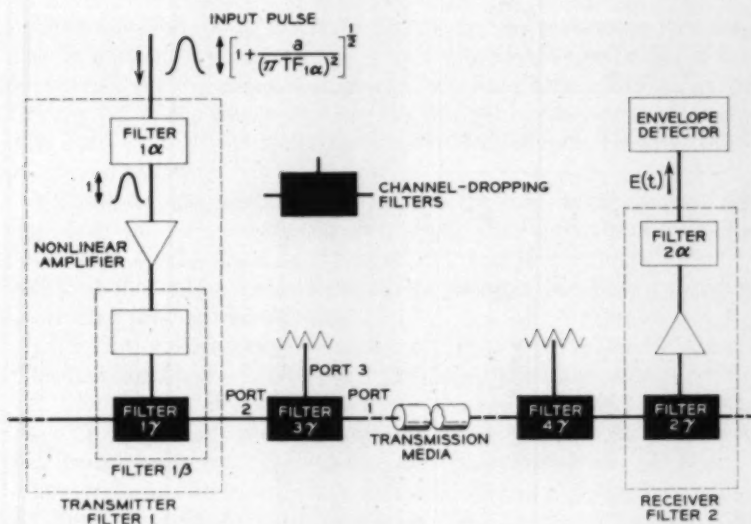 INPUT PULSE
[1 + a/(π TF1α)²]^1/2
FILTER
1α
1
NONLINEAR
AMPLIFIER
CHANNEL-DROPPING
FILTERS
ENVELOPE
DETECTOR
E(t)
FILTER
2α
FILTER
1γ
FILTER 1β
TRANSMITTER
FILTER 1
PORT
2
FILTER
3γ
PORT 3
PORT
1
TRANSMISSION
MEDIA
FILTER
4γ
FILTER
2γ
RECEIVER
FILTER 2